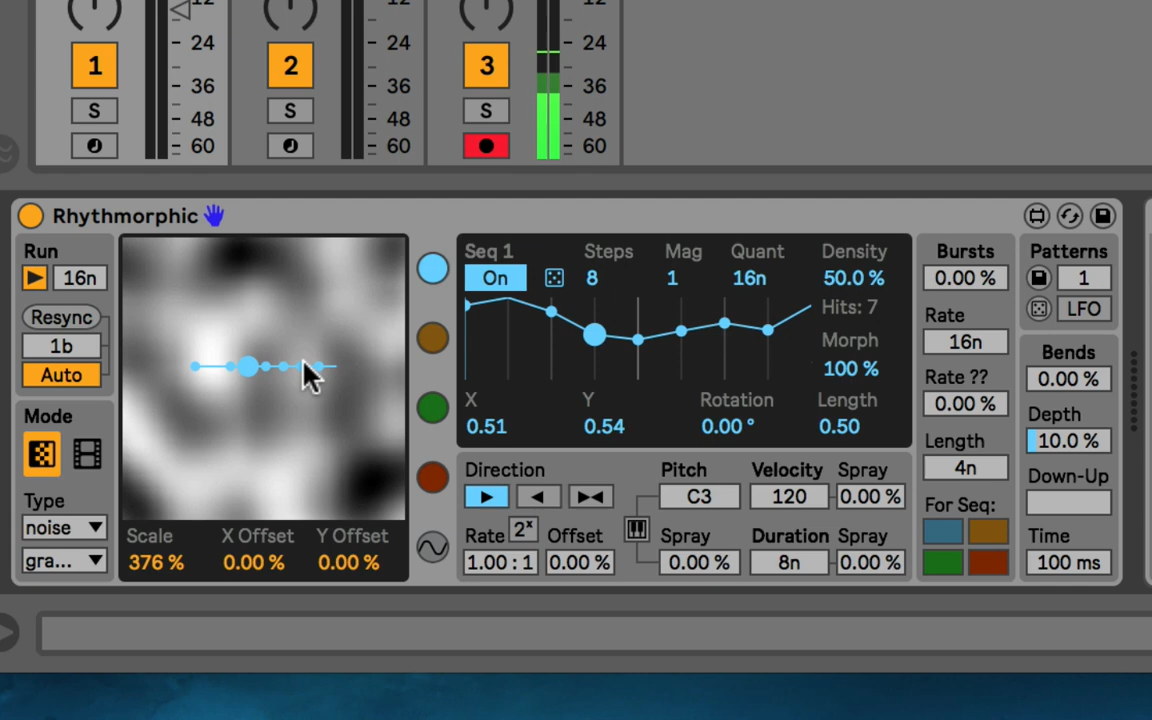 12 12 12
24 24 24
1 2 3
36 36 36
S S S
48 48 48
60 60 60
Rhythmorphic
Run
16n
Resync
1b
Auto
Mode
Type
noise
gra...
Scale X Offset Y Offset
376 % 0.00 % 0.00 %
Seq 1 Steps Mag Quant Density
On 8 1 16n 50.0 %
Hits: 7
Morph
100 %
X Y Rotation Length
0.51 0.54 0.00 ° 0.50
Direction Pitch Velocity Spray
C3 120 0.00 %
Rate 2x Offset Spray Duration Spray
1.00 : 1 0.00 % 0.00 % 8n 0.00 %
Bursts
0.00 %
Rate
16n
Rate ??
0.00 %
Length
4n
For Seq:
Patterns
1
LFO
Bends
0.00 %
Depth
10.0 %
Down-Up
Time
100 ms